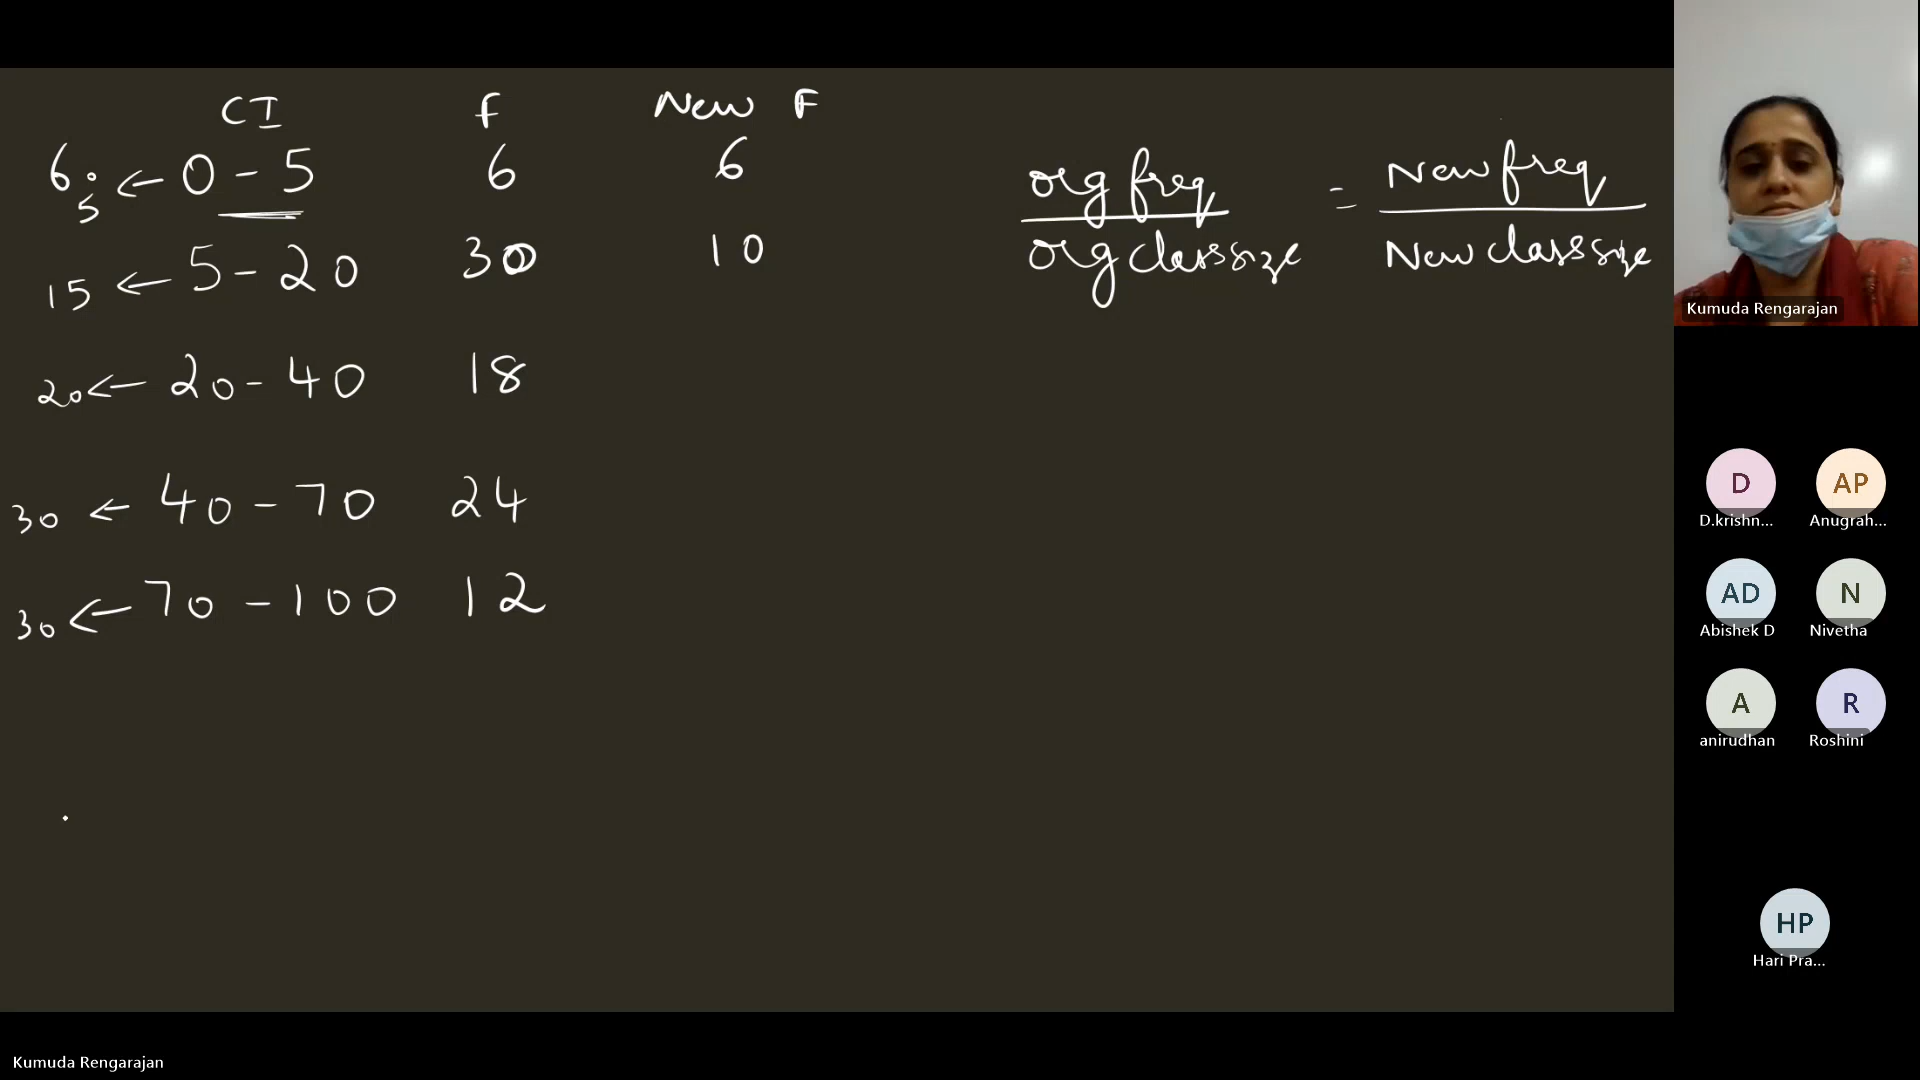 CI F New F
6 ← 0 - 5 6 6
5
15 ← 5 - 20 30 10
20 ← 20 - 40 18
30 ← 40 - 70 24
30 ← 70 - 100 12
org freq = New freq
org class size New class size
Kumuda Rengarajan
D AP
D.krishn... Anugrah...
AD N
Abishek D Nivetha
A R
anirudhan Roshini
HP
Hari Pra...
Kumuda Rengarajan